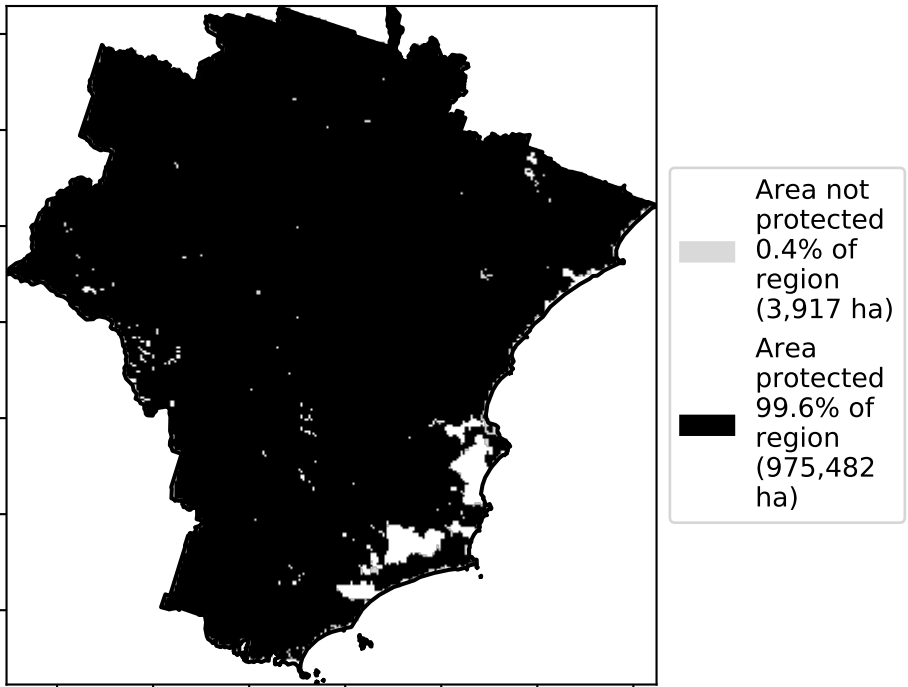 Area not
protected
0.4% of
region
(3,917 ha)
Area
protected
99.6% of
region
(975,482
ha)